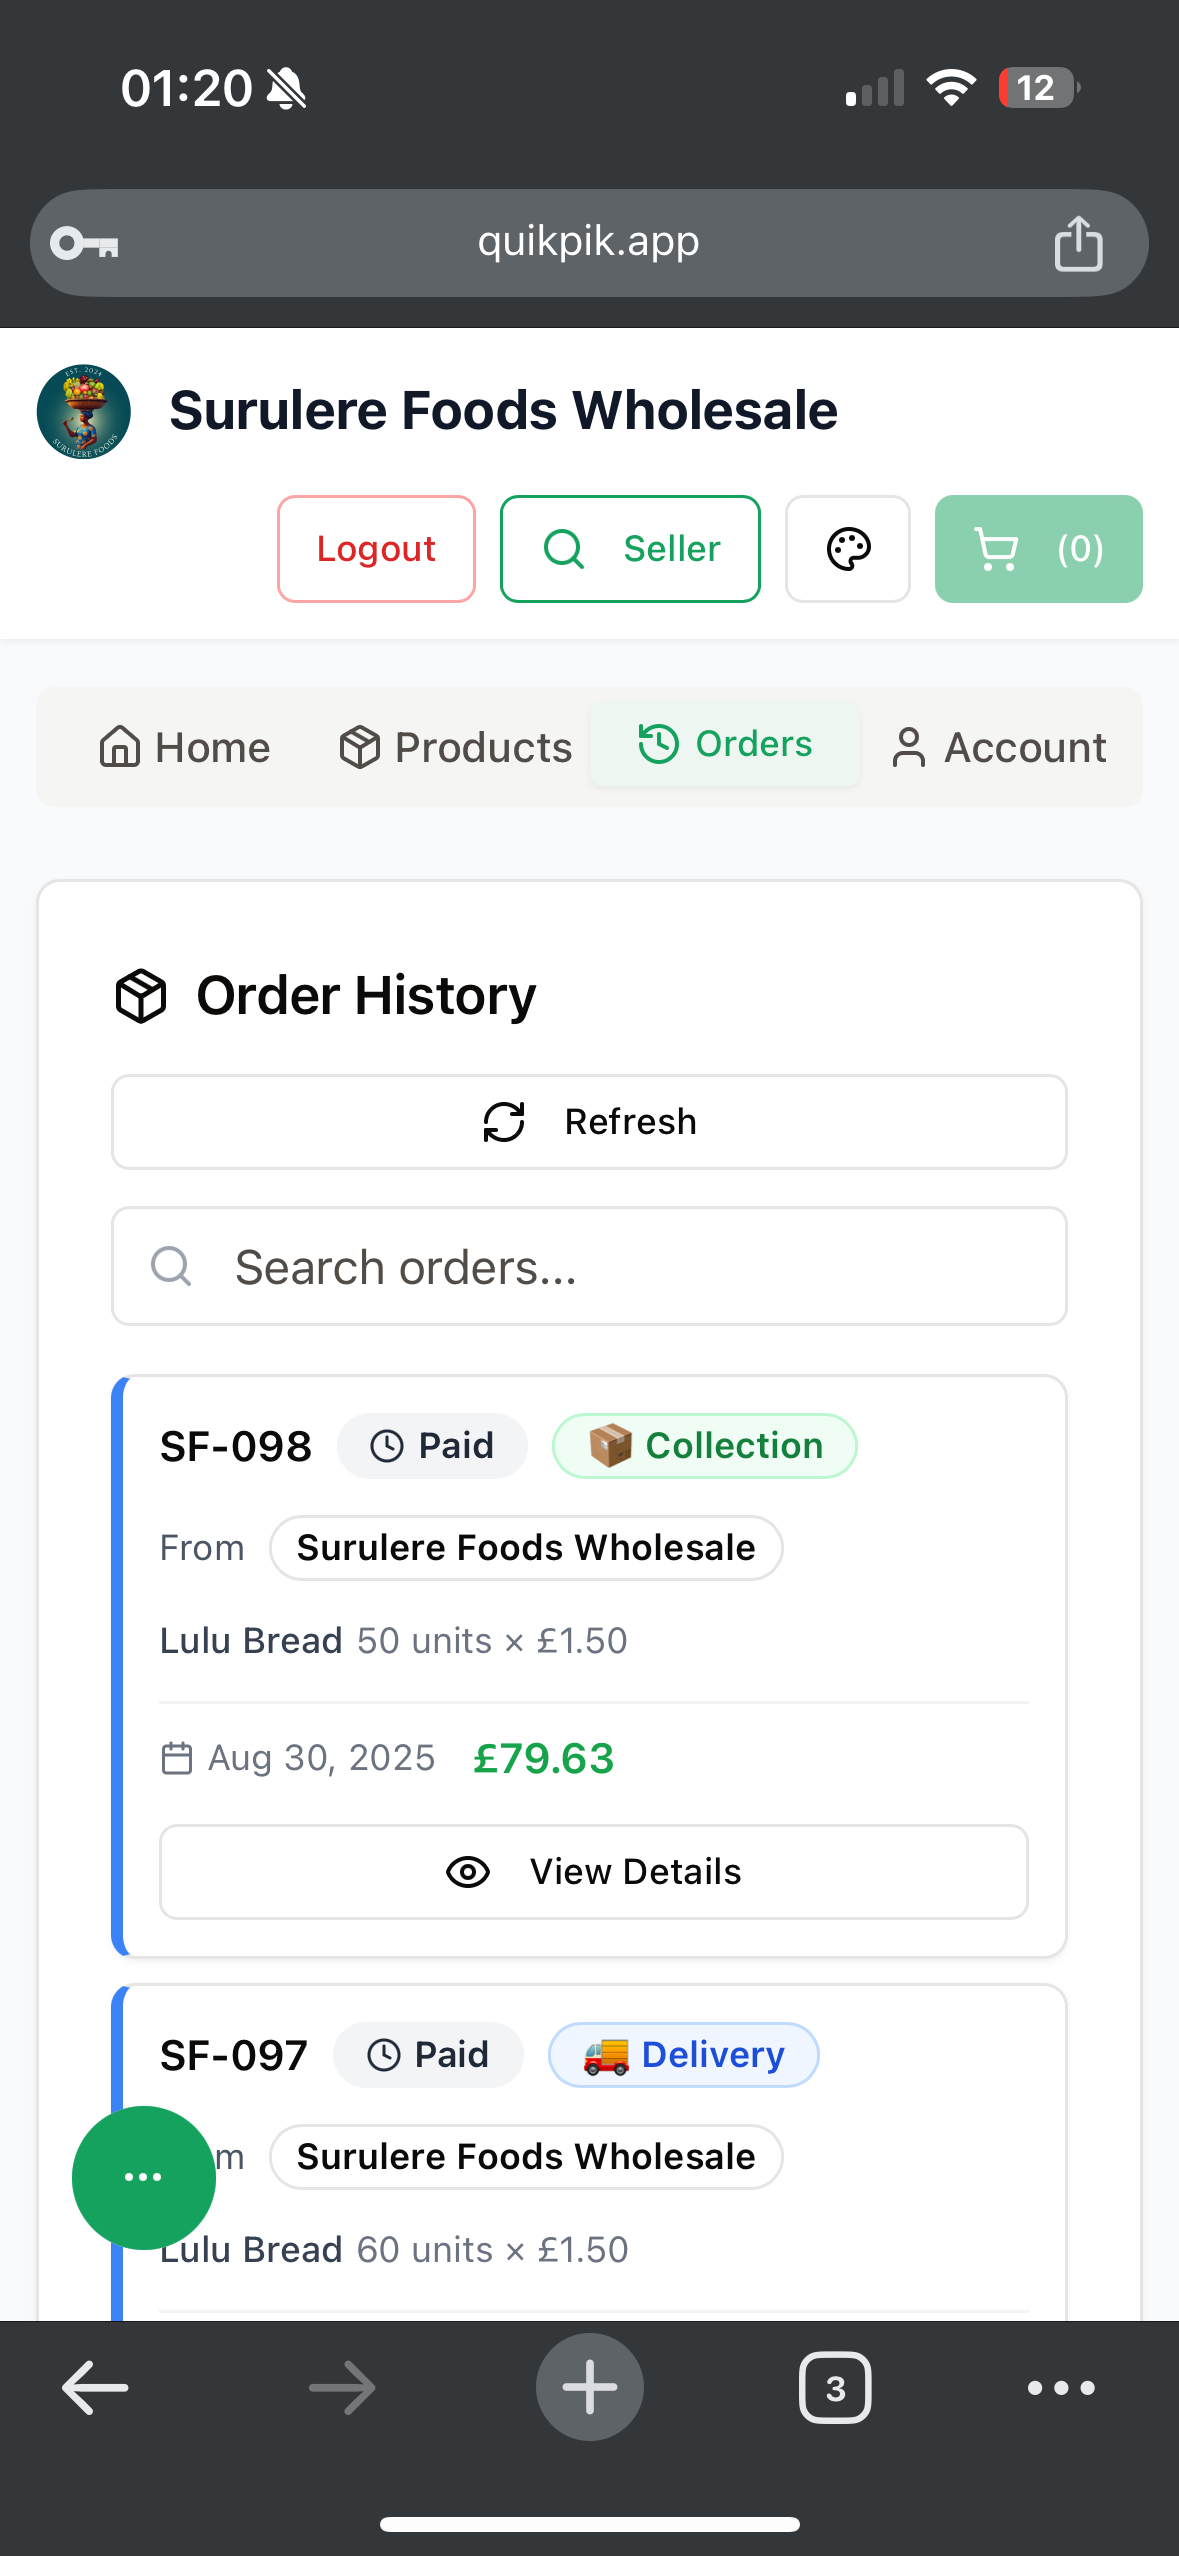 01:20
12
quikpik.app
EST. 2024
SURULERE FOODS
Surulere Foods Wholesale
Logout
Seller
(0)
Home
Products
Orders
Account
Order History
Refresh
Search orders...
SF-098 Paid Collection
From Surulere Foods Wholesale
Lulu Bread 50 units × £1.50
Aug 30, 2025 £79.63
View Details
SF-097 Paid Delivery
m Surulere Foods Wholesale
Lulu Bread 60 units × £1.50
3